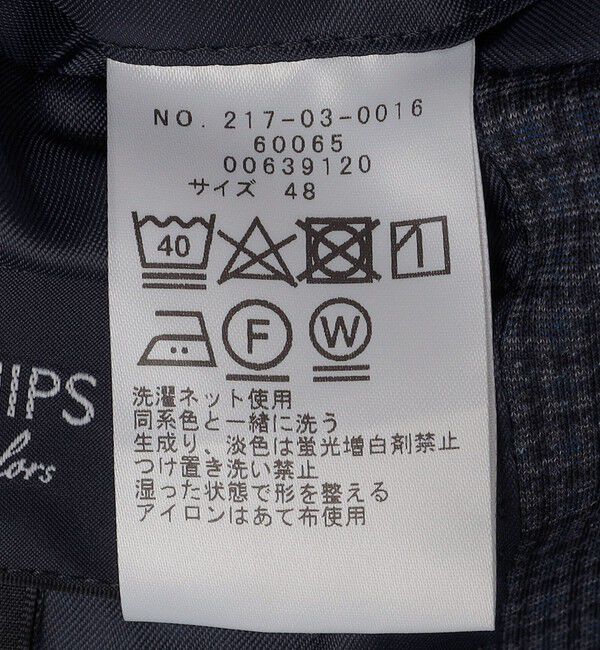 NO. 217-03-0016
60065
00639120
サイズ 48
40
F
W
洗濯ネット使用
同系色と一緒に洗う
生成り、淡色は蛍光増白剤禁止
つけ置き洗い禁止
湿った状態で形を整える
アイロンはあて布使用
HIPS
lors